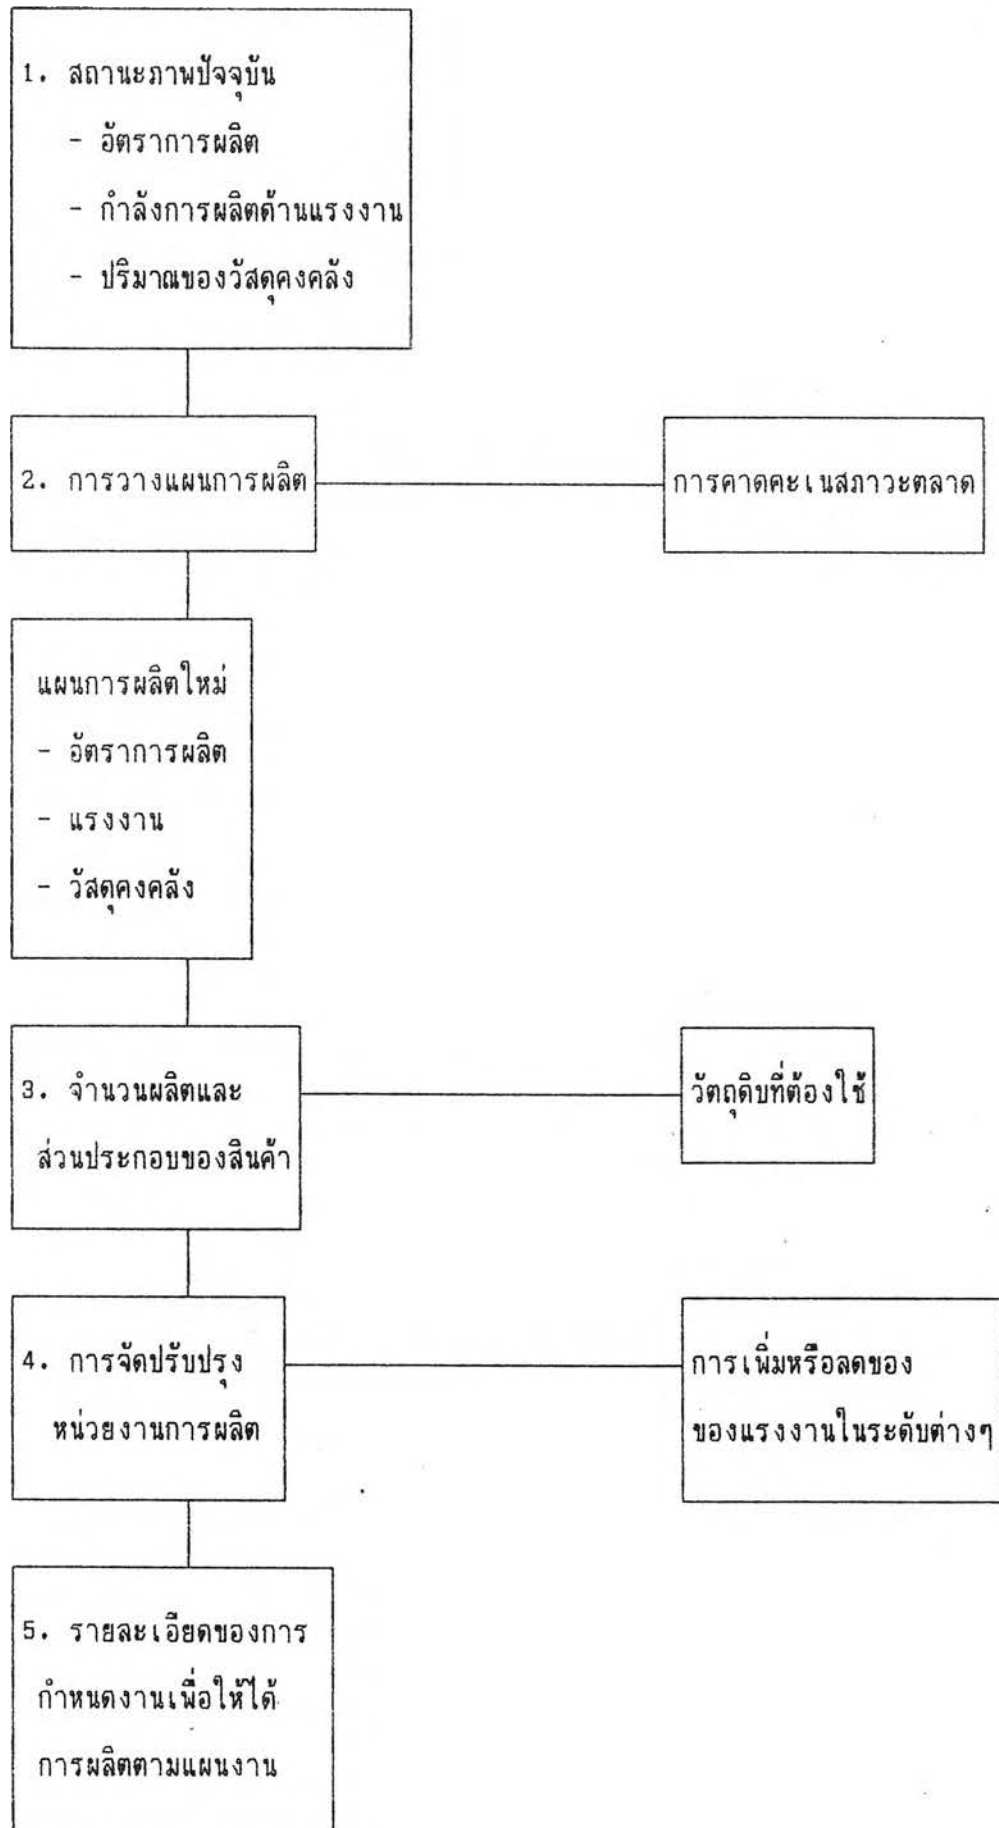 1. สถานะภาพปัจจุบัน
- อัตราการผลิต
- กำลังการผลิตด้านแรงงาน
- ปริมาณของวัสดุคงคลัง
2. การวางแผนการผลิต
การคาดคะเนสภาวะตลาด
แผนการผลิตใหม่
- อัตราการผลิต
- แรงงาน
- วัสดุคงคลัง
3. จำนวนผลิตและ
ส่วนประกอบของสินค้า
วัตถุดิบที่ต้องใช้
4. การจัดปรับปรุง
หน่วยงานการผลิต
การเพิ่มหรือลดของ
ของแรงงานในระดับต่างๆ
5. รายละเอียดของการ
กำหนดงานเพื่อให้ได้
การผลิตตามแผนงาน